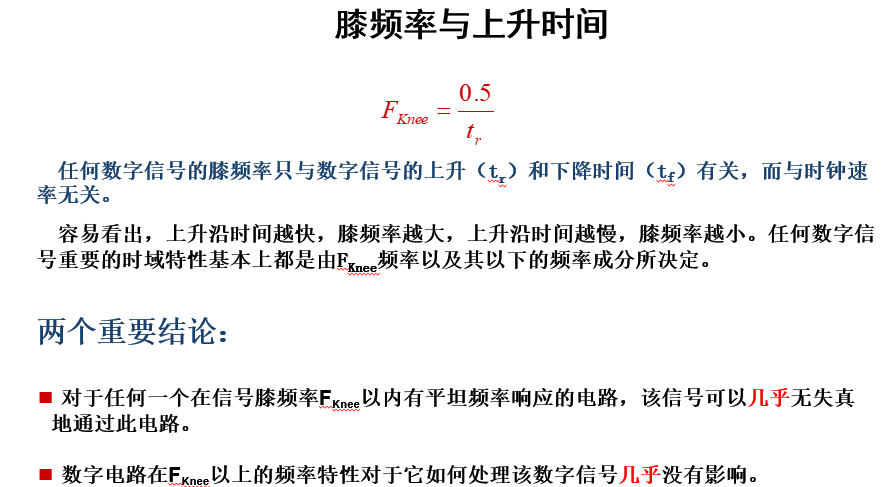 膝频率与上升时间
F_Knee = 0.5 / t_r
任何数字信号的膝频率只与数字信号的上升（t_r）和下降时间（t_f）有关，而与时钟速
率无关。
容易看出，上升沿时间越快，膝频率越大，上升沿时间越慢，膝频率越小。任何数字信
号重要的时域特性基本上都是由F_Knee频率以及其以下的频率成分所决定。
两个重要结论：
■ 对于任何一个在信号膝频率F_Knee以内有平坦频率响应的电路，该信号可以几乎无失真
地通过此电路。
■ 数字电路在F_Knee以上的频率特性对于它如何处理该数字信号几乎没有影响。